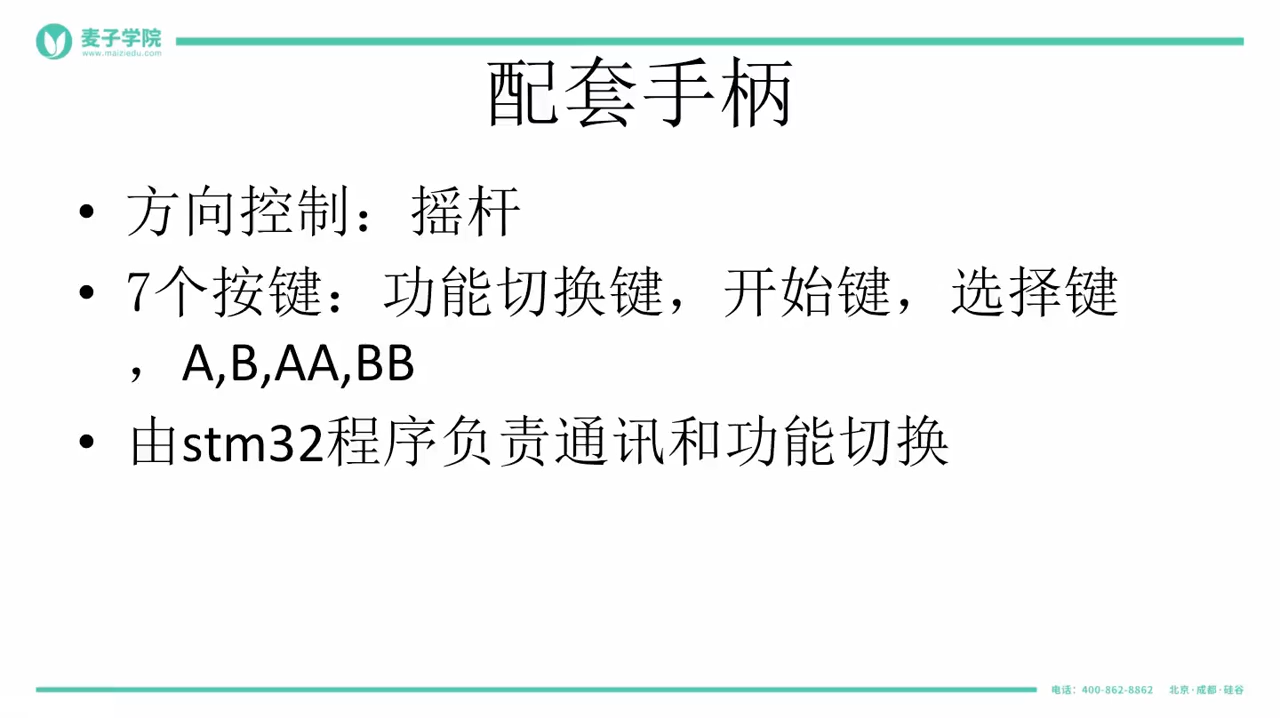 麦子学院
www.maiziedu.com
配套手柄
• 方向控制：摇杆
• 7个按键：功能切换键，开始键，选择键
，A,B,AA,BB
• 由stm32程序负责通讯和功能切换
电话：400-862-8862 北京·成都·硅谷